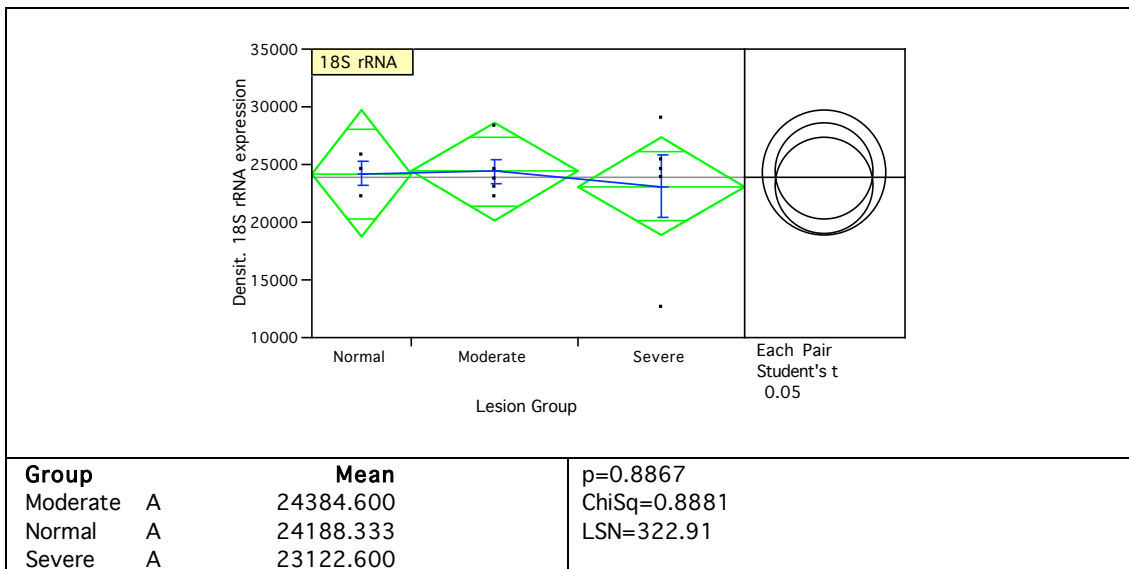 18S rRNA
35000
30000
25000
20000
15000
10000
Densit. 18S rRNA expression
Normal Moderate Severe
Lesion Group
Each Pair
Student's t
0.05
Group Mean
Moderate A 24384.600
Normal A 24188.333
Severe A 23122.600
p=0.8867
ChiSq=0.8881
LSN=322.91